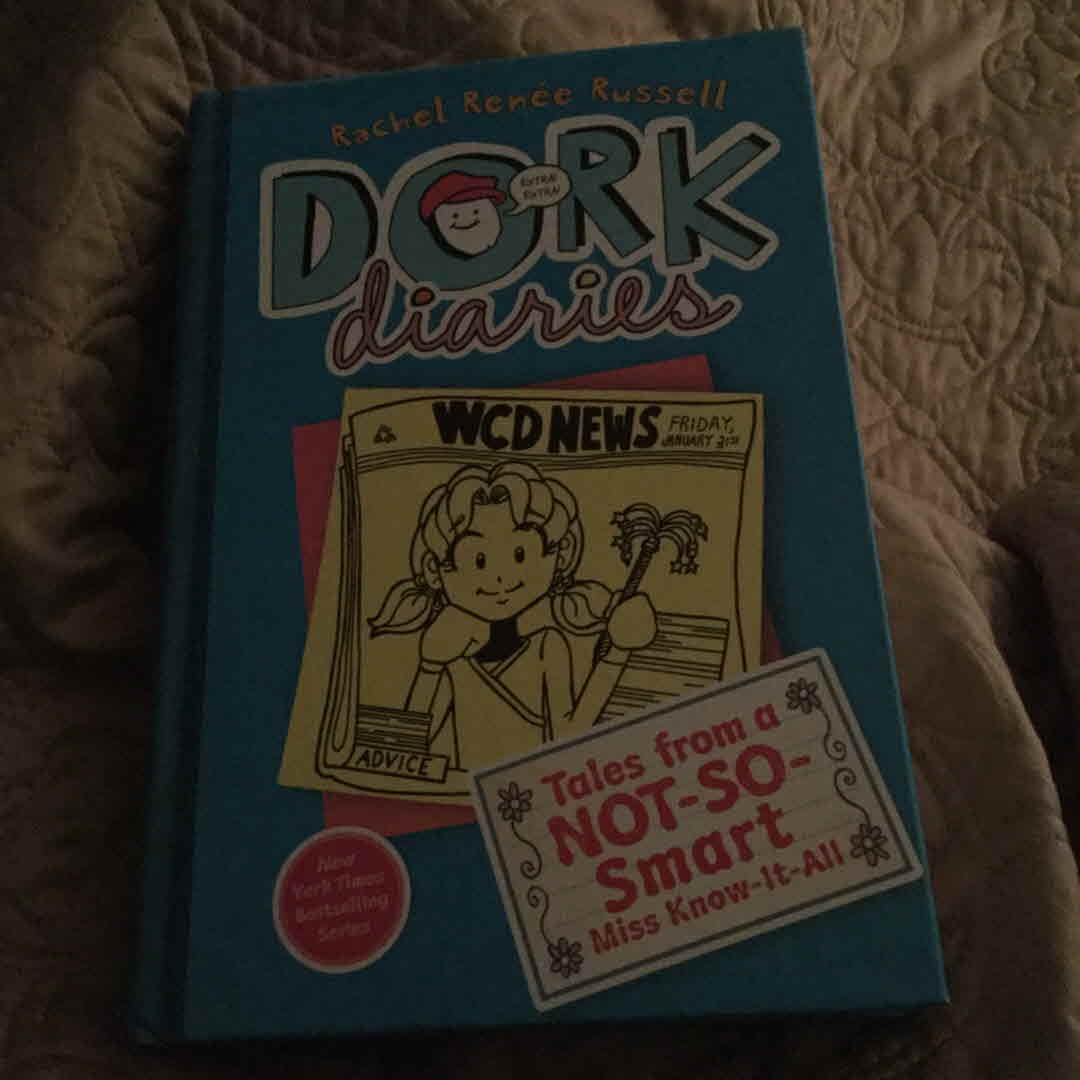 Rachel Renée Russell
DORK
EXTRA!
EXTRA!
diaries
WCD NEWS
FRIDAY,
JANUARY 31ST
ADVICE
Tales from a
NOT-SO-
Smart
Miss Know-It-All
New
York Times
Bestselling
Series